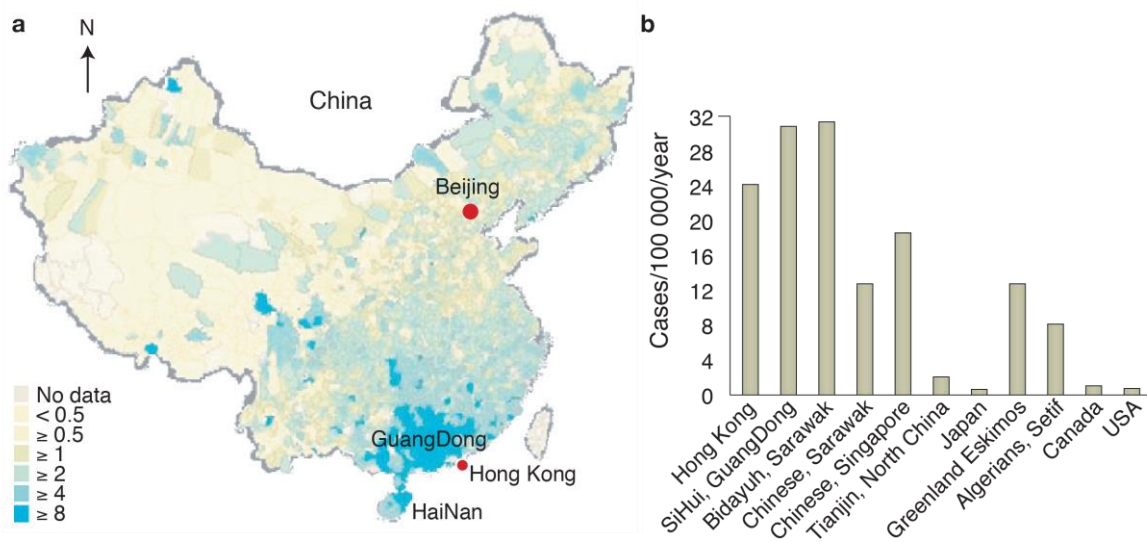 a
N
China
Beijing
GuangDong
Hong Kong
HaiNan
No data
< 0.5
≥ 0.5
≥ 1
≥ 2
≥ 4
≥ 8
b
Cases/100 000/year
32
28
24
20
16
12
8
4
0
Hong Kong
SiHui, GuangDong
Bidayuh, Sarawak
Chinese, Sarawak
Chinese, Singapore
Tianjin, North China
Japan
Greenland Eskimos
Algerians, Setif
Canada
USA